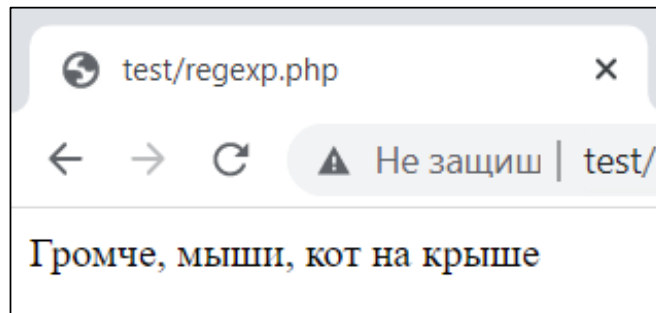 test/regexp.php
Не защищ | test/
Громче, мыши, кот на крыше